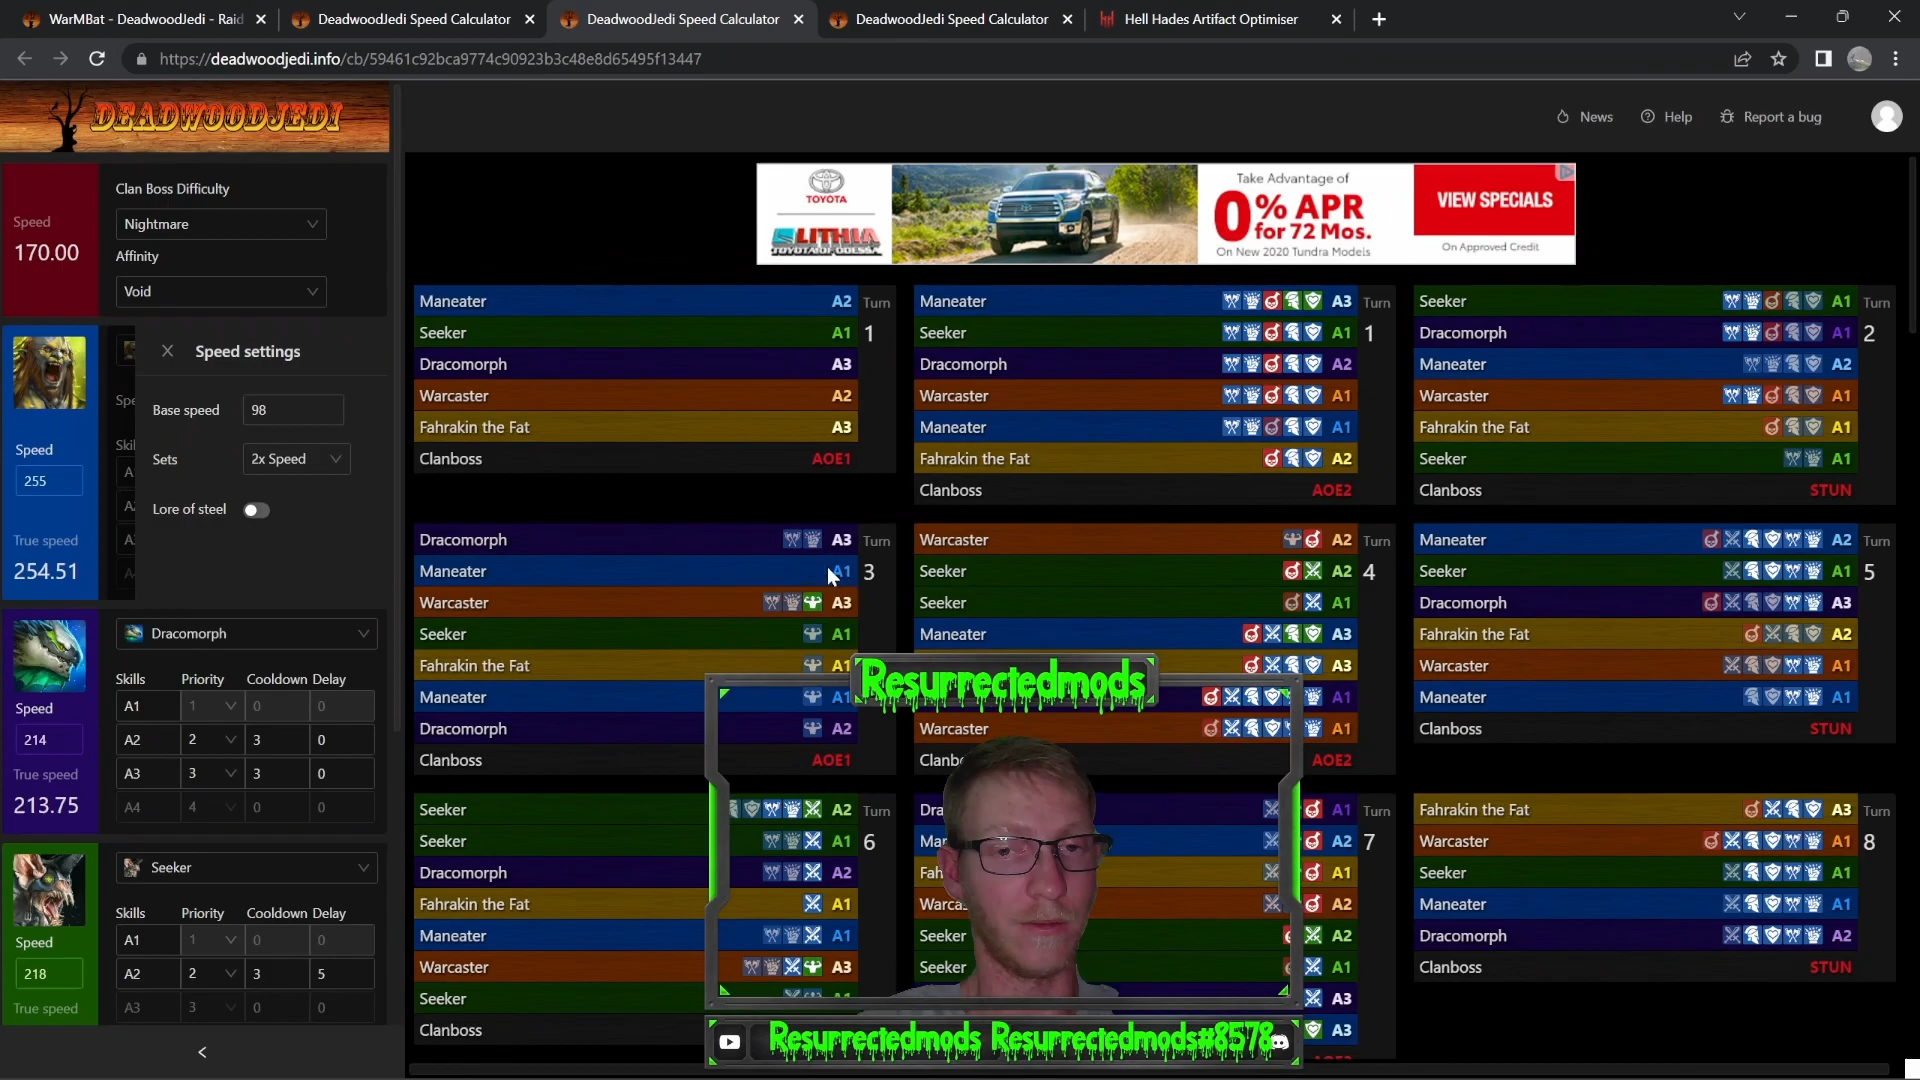 WarMBat - DeadwoodJedi - Raid
DeadwoodJedi Speed Calculator
DeadwoodJedi Speed Calculator
DeadwoodJedi Speed Calculator
Hell Hades Artifact Optimiser
https://deadwoodjedi.info/cb/59461c92bca9774c90923b3c48e8d65495f13447
DEADWOODJEDI
News
Help
Report a bug
Speed
170.00
Clan Boss Difficulty
Nightmare
Affinity
Void
TOYOTA
LITHIA
TOYOTA OF ODESSA
Take Advantage of
0% APR
for 72 Mos.
On New 2020 Tundra Models
VIEW SPECIALS
On Approved Credit
Speed settings
Base speed 98
Sets 2x Speed
Lore of steel
Speed
255
True speed
254.51
Dracomorph
Skills Priority Cooldown Delay
A1 1 0 0
A2 2 3 0
A3 3 3 0
A4 4 0 0
Speed
214
True speed
213.75
Seeker
Skills Priority Cooldown Delay
A1 1 0 0
A2 2 3 5
A3 3 0 0
Speed
218
True speed
Maneater A2 Turn
Seeker A1 1
Dracomorph A3
Warcaster A2
Fahrakin the Fat A3
Clanboss AOE1
Maneater A3 Turn
Seeker A1 1
Dracomorph A2
Warcaster A1
Maneater A1
Fahrakin the Fat A2
Clanboss AOE2
Seeker A1 Turn
Dracomorph A1 2
Maneater A2
Warcaster A1
Fahrakin the Fat A1
Seeker A1
Clanboss STUN
Dracomorph A3 Turn
Maneater A1 3
Warcaster A3
Seeker A1
Fahrakin the Fat A1
Maneater A1
Dracomorph A2
Clanboss AOE1
Warcaster A2 Turn
Seeker A2 4
Seeker A1
Maneater A3
A3
A1
Warcaster A1
Clanb AOE2
Maneater A2 Turn
Seeker A1 5
Dracomorph A3
Fahrakin the Fat A2
Warcaster A1
Maneater A1
Clanboss STUN
Seeker A2 Turn
Seeker A1 6
Dracomorph A2
Fahrakin the Fat A1
Maneater A1
Warcaster A3
Seeker
Clanboss
Dra A1 Turn
Man A2 7
Fah A1
Warcas A2
Seeker A2
Seeker A1
A3
A3
Fahrakin the Fat A3 Turn
Warcaster A1 8
Seeker A1
Maneater A1
Dracomorph A2
Clanboss STUN
Resurrectedmods
Resurrectedmods Resurrectedmods#8578